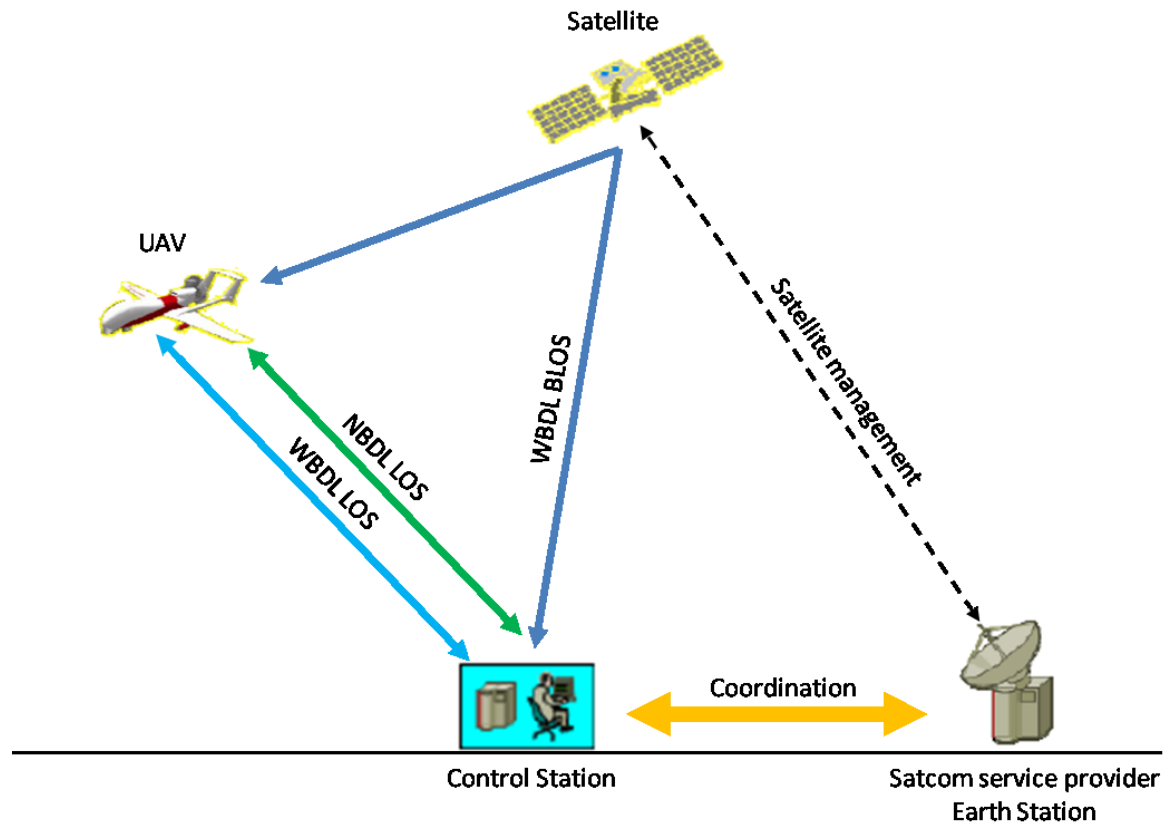 Satellite
UAV
Satellite management
WBDL BLOS
NBDL LOS
WBDL LOS
Coordination
Control Station
Satcom service provider
Earth Station